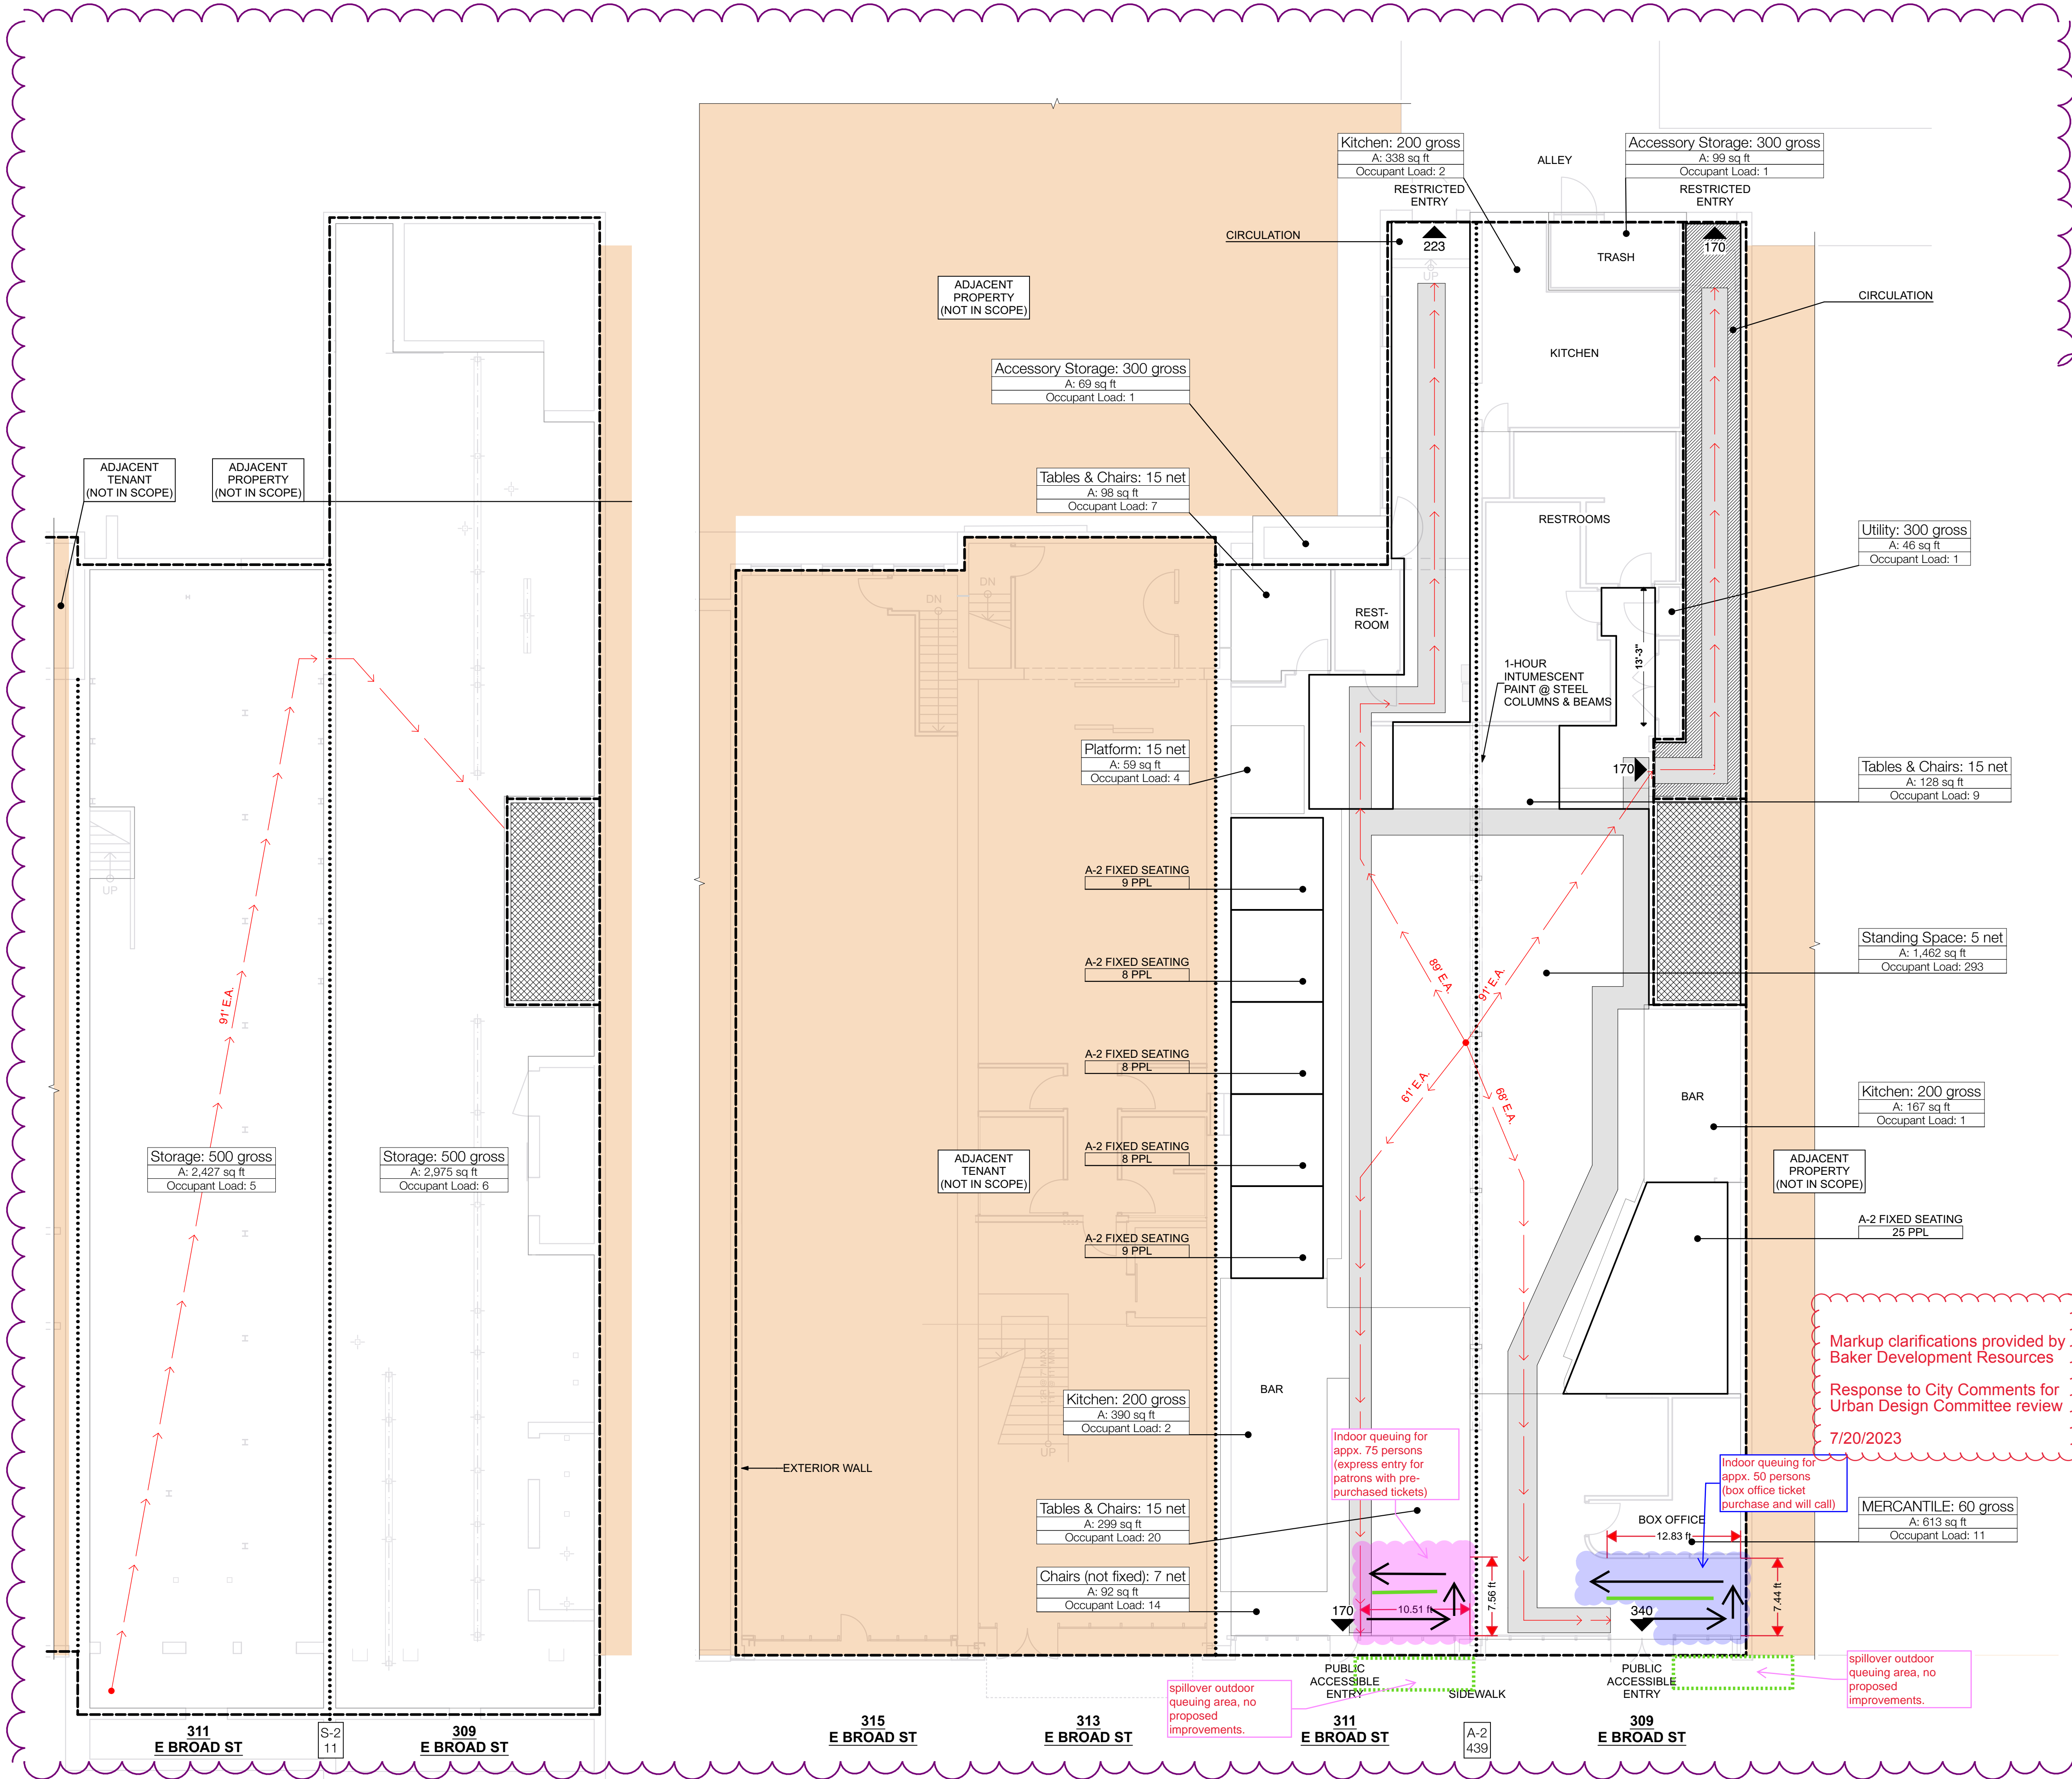 Kitchen: 200 gross
A: 338 sq ft
Occupant Load: 2
ALLEY
Accessory Storage: 300 gross
A: 99 sq ft
Occupant Load: 1
RESTRICTED
ENTRY
RESTRICTED
ENTRY
CIRCULATION
223
UP
TRASH
170
ADJACENT
PROPERTY
(NOT IN SCOPE)
CIRCULATION
KITCHEN
Accessory Storage: 300 gross
A: 69 sq ft
Occupant Load: 1
ADJACENT
TENANT
(NOT IN SCOPE)
ADJACENT
PROPERTY
(NOT IN SCOPE)
Tables & Chairs: 15 net
A: 98 sq ft
Occupant Load: 7
RESTROOMS
Utility: 300 gross
A: 46 sq ft
Occupant Load: 1
DN
DN
REST-
ROOM
13'-3"
1-HOUR
INTUMESCENT
PAINT @ STEEL
COLUMNS & BEAMS
Platform: 15 net
A: 59 sq ft
Occupant Load: 4
170
Tables & Chairs: 15 net
A: 128 sq ft
Occupant Load: 9
UP
A-2 FIXED SEATING
9 PPL
A-2 FIXED SEATING
8 PPL
Standing Space: 5 net
A: 1,462 sq ft
Occupant Load: 293
91' E.A.
89' E.A.
91' E.A.
A-2 FIXED SEATING
8 PPL
61' E.A.
68' E.A.
BAR
Kitchen: 200 gross
A: 167 sq ft
Occupant Load: 1
Storage: 500 gross
A: 2,427 sq ft
Occupant Load: 5
Storage: 500 gross
A: 2,975 sq ft
Occupant Load: 6
ADJACENT
TENANT
(NOT IN SCOPE)
A-2 FIXED SEATING
8 PPL
ADJACENT
PROPERTY
(NOT IN SCOPE)
A-2 FIXED SEATING
9 PPL
A-2 FIXED SEATING
25 PPL
Markup clarifications provided by
Baker Development Resources
Response to City Comments for
Urban Design Committee review
7/20/2023
UP
BAR
Kitchen: 200 gross
A: 390 sq ft
Occupant Load: 2
EXTERIOR WALL
Indoor queuing for
appx. 75 persons
(express entry for
patrons with pre-
purchased tickets)
Indoor queuing for
appx. 50 persons
(box office ticket
purchase and will call)
Tables & Chairs: 15 net
A: 299 sq ft
Occupant Load: 20
BOX OFFICE
12.83 ft
MERCANTILE: 60 gross
A: 613 sq ft
Occupant Load: 11
Chairs (not fixed): 7 net
A: 92 sq ft
Occupant Load: 14
170
10.51 ft
7.56 ft
340
7.44 ft
PUBLIC
ACCESSIBLE
ENTRY
SIDEWALK
PUBLIC
ACCESSIBLE
ENTRY
spillover outdoor
queuing area, no
proposed
improvements.
spillover outdoor
queuing area, no
proposed
improvements.
311
E BROAD ST
S-2
11
309
E BROAD ST
315
E BROAD ST
313
E BROAD ST
311
E BROAD ST
A-2
439
309
E BROAD ST